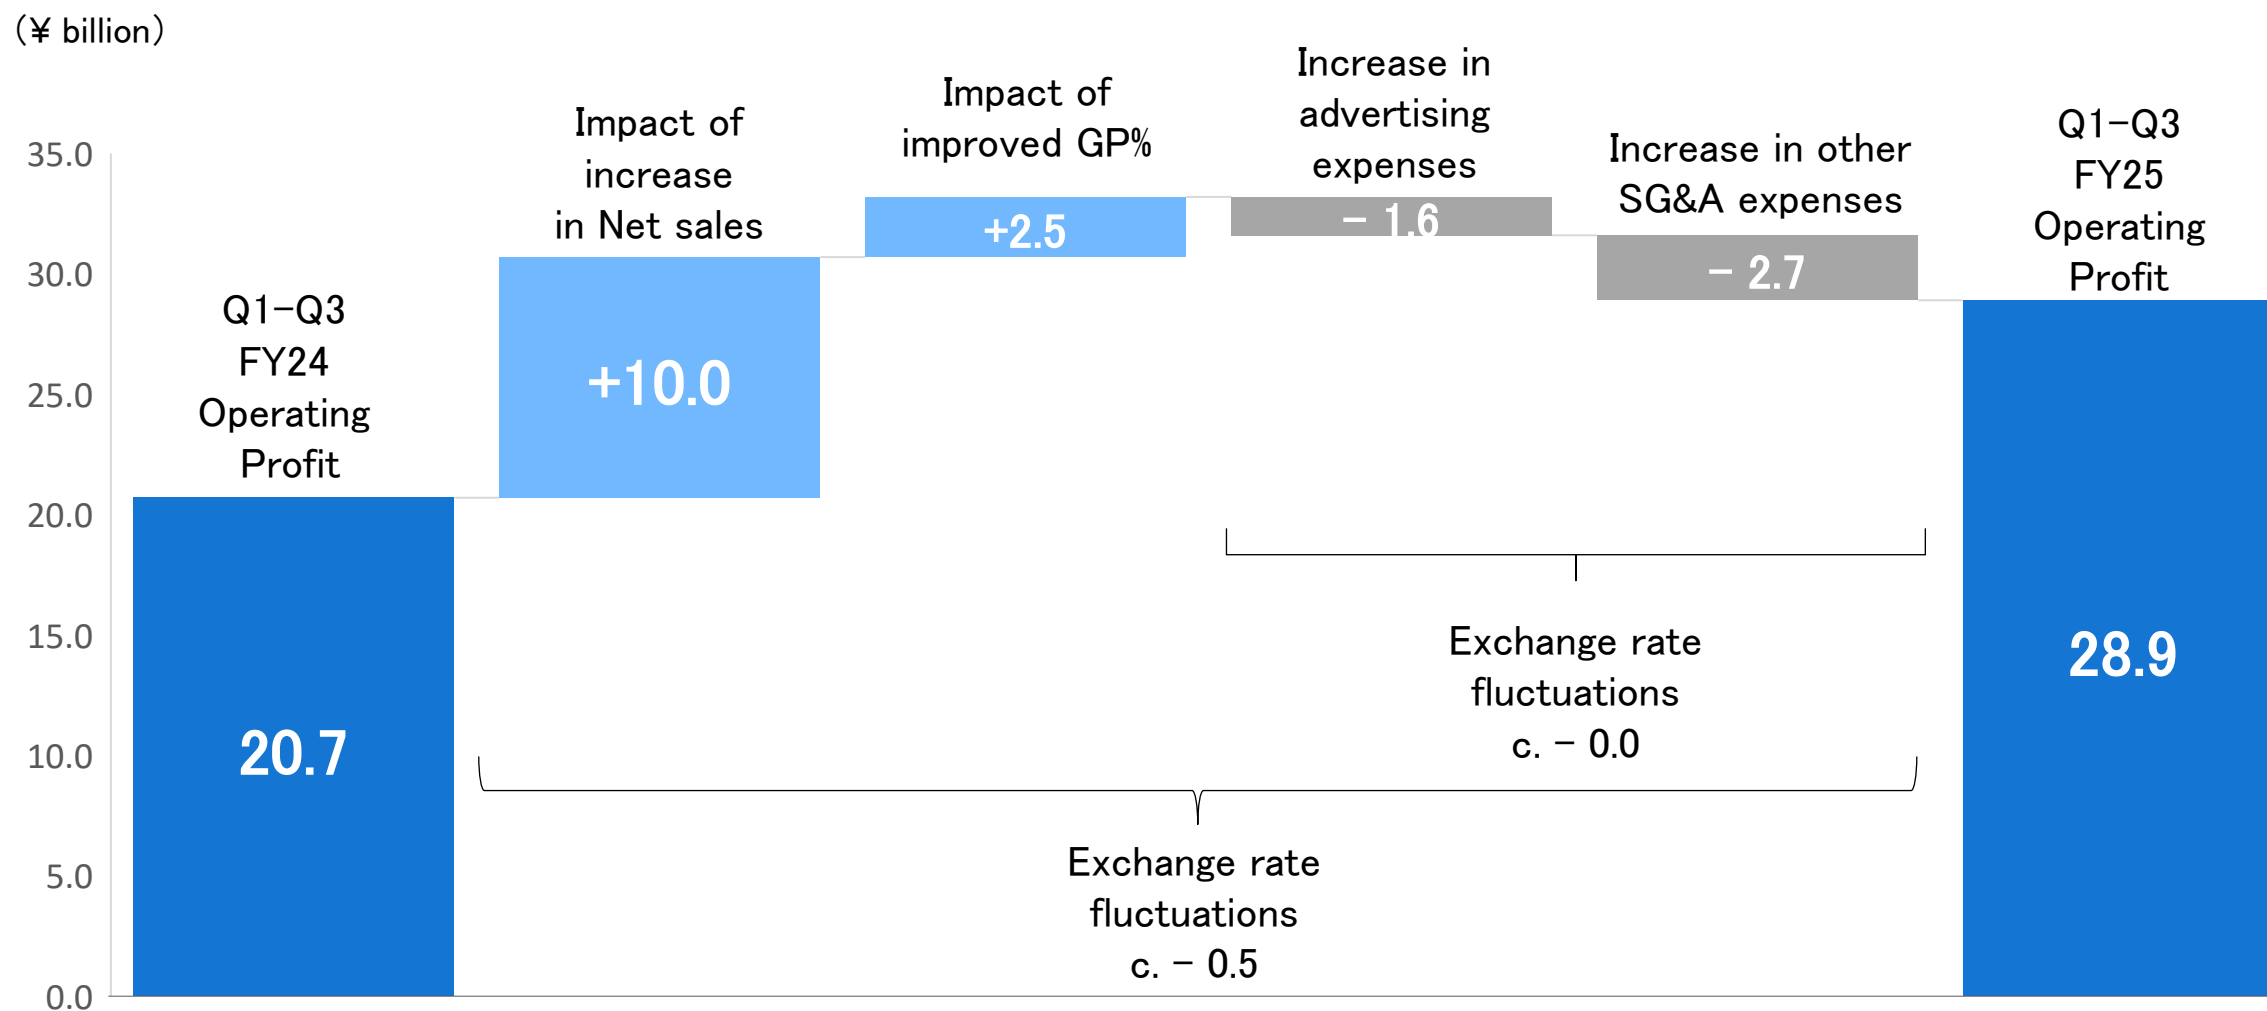 (¥ billion)
35.0
30.0
25.0
20.0
15.0
10.0
5.0
0.0
Q1-Q3
FY24
Operating
Profit
20.7
Impact of
increase
in Net sales
+10.0
Impact of
improved GP%
+2.5
Increase in
advertising
expenses
- 1.6
Increase in other
SG&A expenses
- 2.7
Q1-Q3
FY25
Operating
Profit
28.9
Exchange rate
fluctuations
c. - 0.0
Exchange rate
fluctuations
c. - 0.5